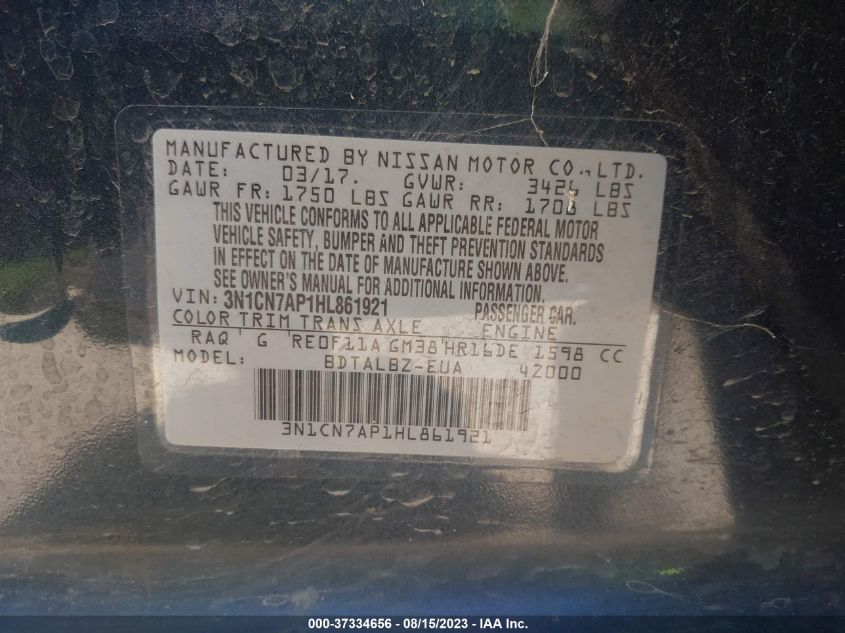 MANUFACTURED BY NISSAN MOTOR CO., LTD.
DATE: 03/17. GVWR: 3426 LBS
GAWR FR: 1750 LBS GAWR RR: 1708 LBS
THIS VEHICLE CONFORMS TO ALL APPLICABLE FEDERAL MOTOR
VEHICLE SAFETY, BUMPER AND THEFT PREVENTION STANDARDS
IN EFFECT ON THE DATE OF MANUFACTURE SHOWN ABOVE.
SEE OWNER'S MANUAL FOR ADDITIONAL INFORMATION.
VIN: 3N1CN7AP1HL861921 PASSENGER CAR.
COLOR TRIM TRANS AXLE ENGINE
RAQ ' G 'RE0F11A GM38'HR16DE 1598 CC
MODEL: BDTALBZ-EUA 42000
3N1CN7AP1HL861921
000-37334656 - 08/15/2023 - IAA Inc.